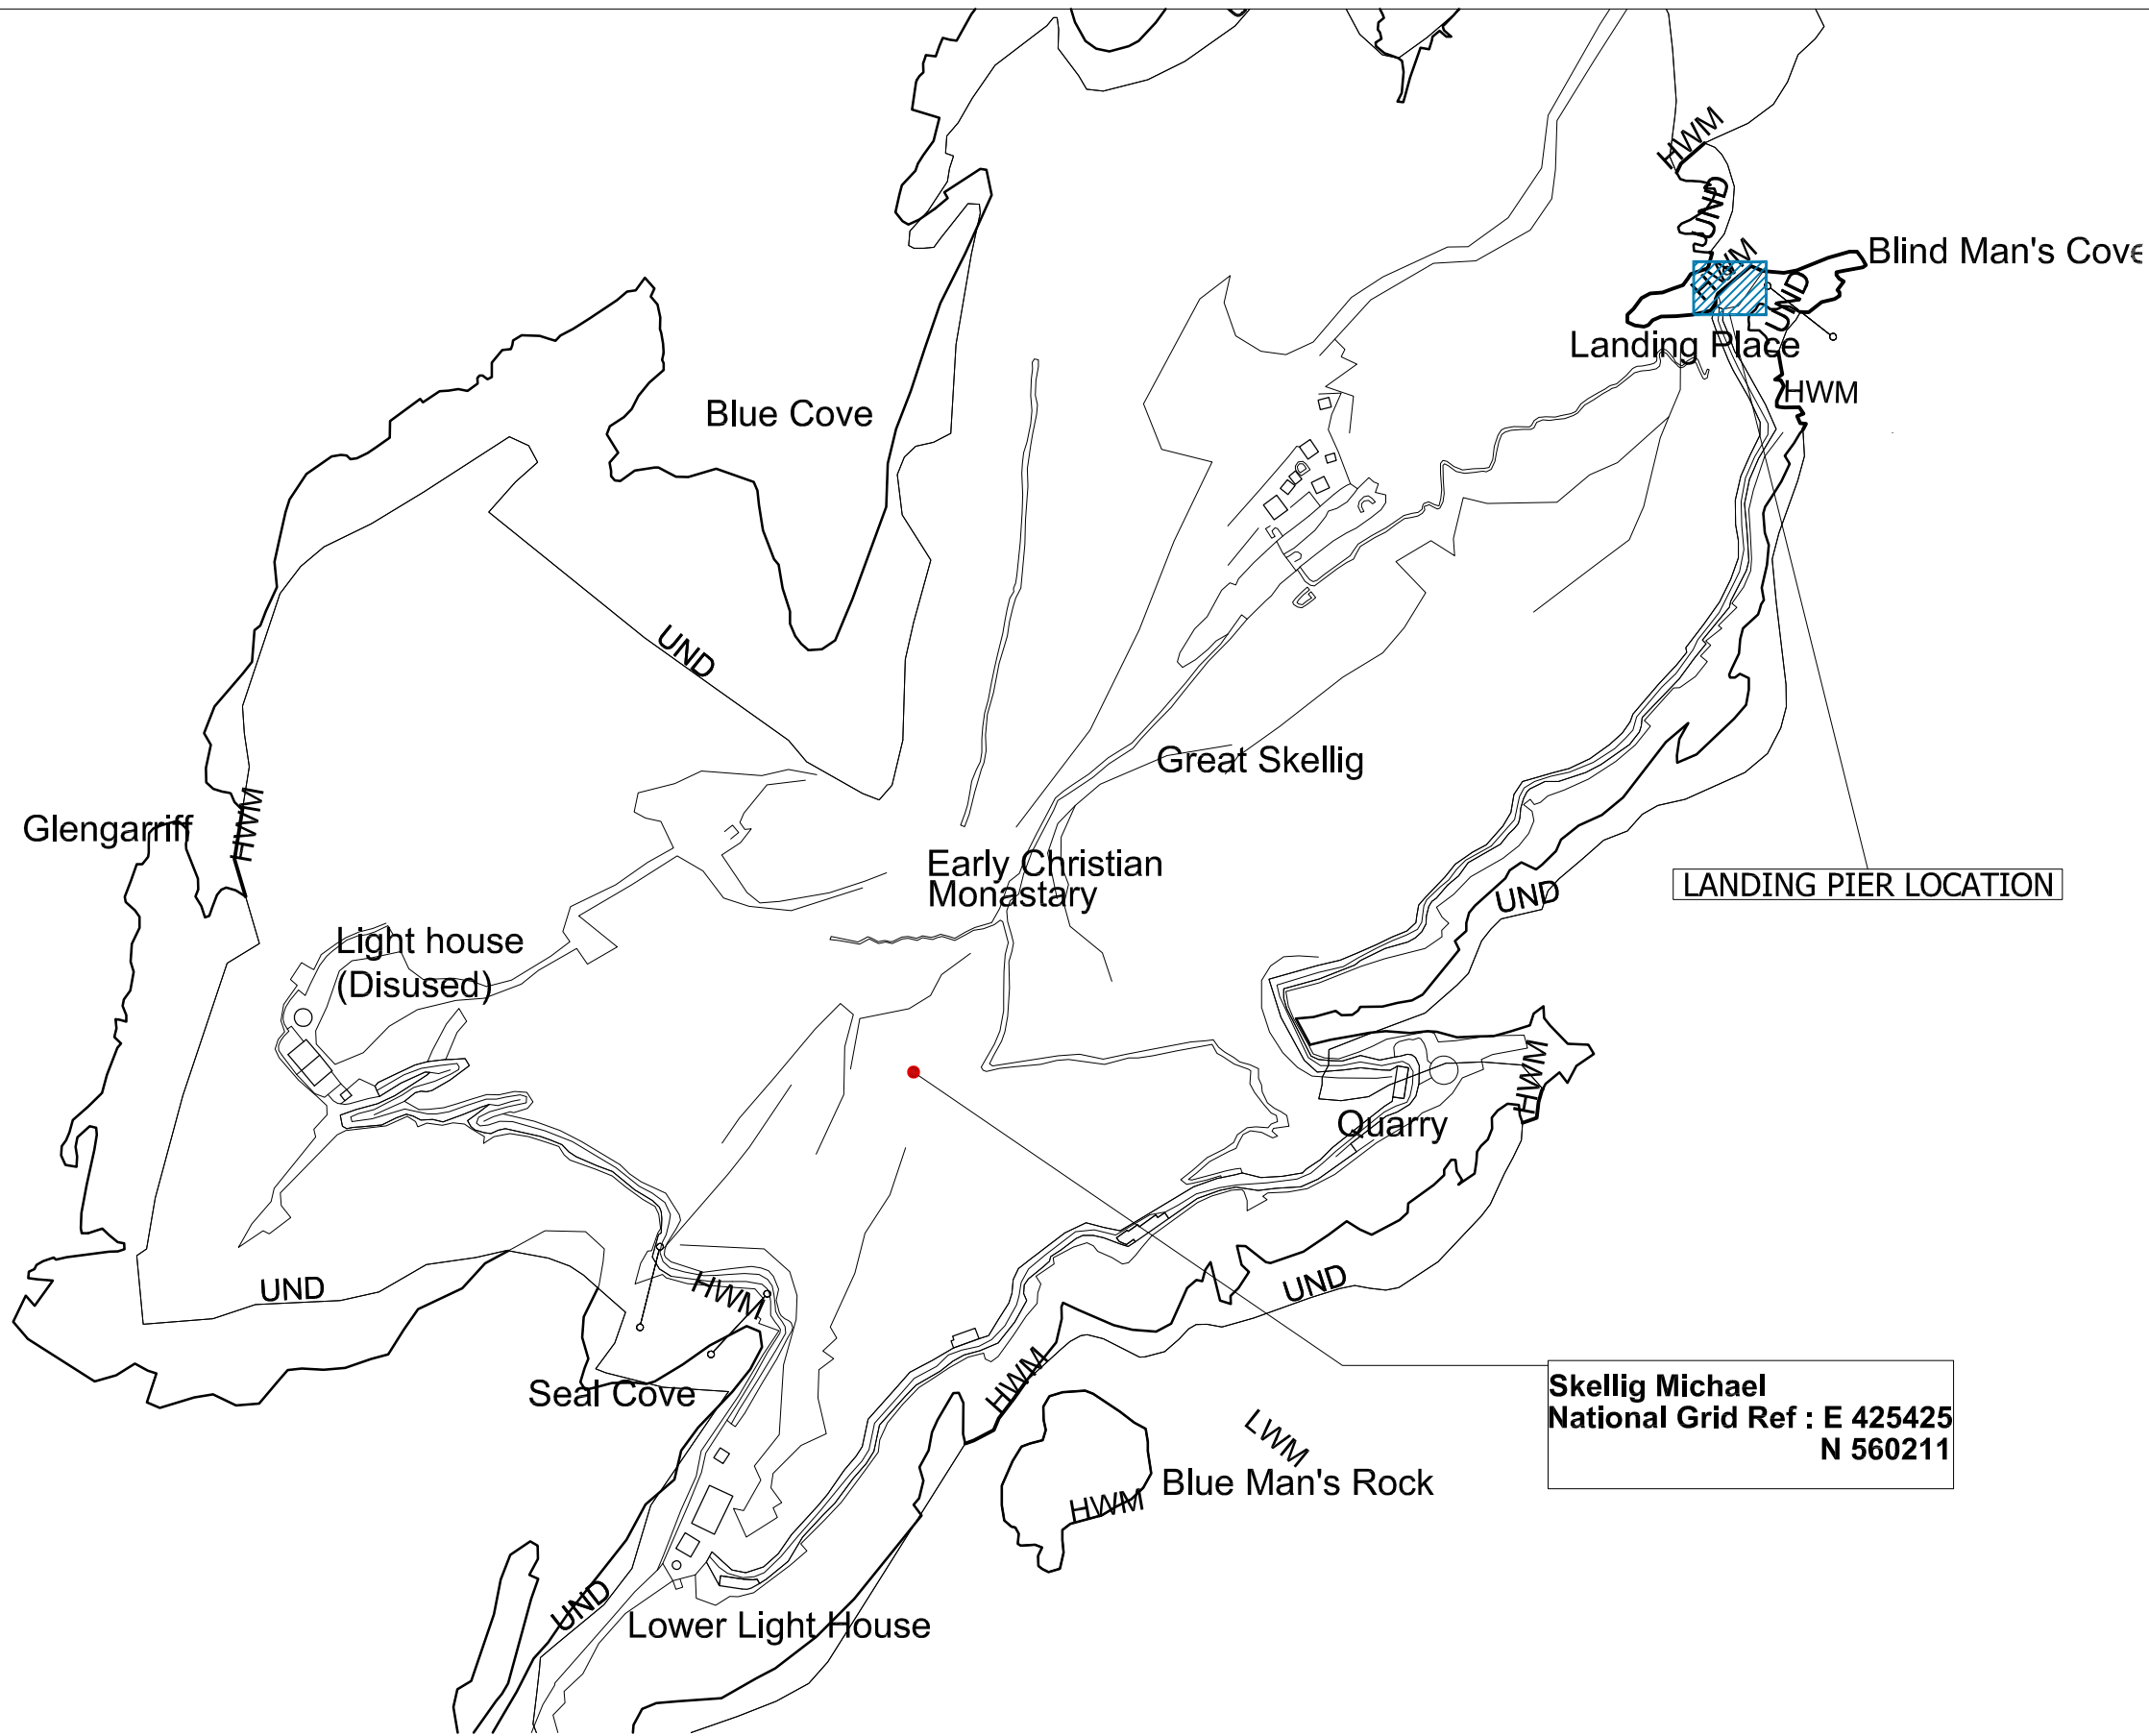 HWM
UND
HWM
Blind Man's Cove
UND
Landing Place
HWM
Blue Cove
UND
Great Skellig
HWM
Glengarriff
Early Christian
Monastary
LANDING PIER LOCATION
UND
Light house
(Disused)
HWM
Quarry
UND
HWM
UND
HWM
Seal Cove
Skellig Michael
National Grid Ref : E 425425
N 560211
LWM
Blue Man's Rock
HWM
UND
Lower Light House